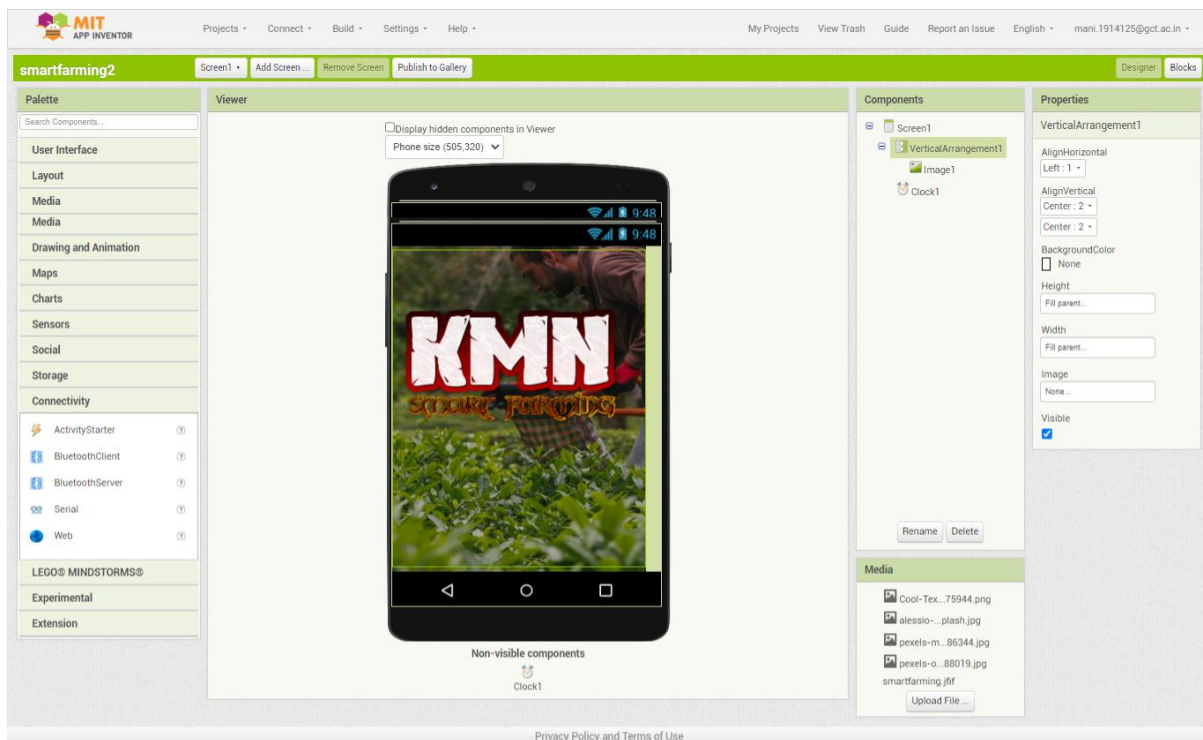 MIT
APP INVENTOR
Projects Connect Build Settings Help My Projects View Trash Guide Report an Issue English mani.1914125@gct.ac.in
smartfarming2 Screen1 Add Screen ... Remove Screen Publish to Gallery Designer Blocks
Palette
Search Components...
User Interface
Layout
Media
Media
Drawing and Animation
Maps
Charts
Sensors
Social
Storage
Connectivity
ActivityStarter
BluetoothClient
BluetoothServer
Serial
Web
LEGO® MINDSTORMS®
Experimental
Extension
Viewer
Display hidden components in Viewer
Phone size (505,320)
9:48
9:48
KMN
SMART FARMING
Non-visible components
Clock1
Components
Screen1
VerticalArrangement1
Image1
Clock1
Rename Delete
Media
Cool-Tex...75944.png
alessio-...plash.jpg
pexels-m...86344.jpg
pexels-o...88019.jpg
smartfarming.jfif
Upload File ...
Properties
VerticalArrangement1
AlignHorizontal
Left : 1
AlignVertical
Center : 2
Center : 2
BackgroundColor
None
Height
Fill parent...
Width
Fill parent...
Image
None...
Visible
Privacy Policy and Terms of Use